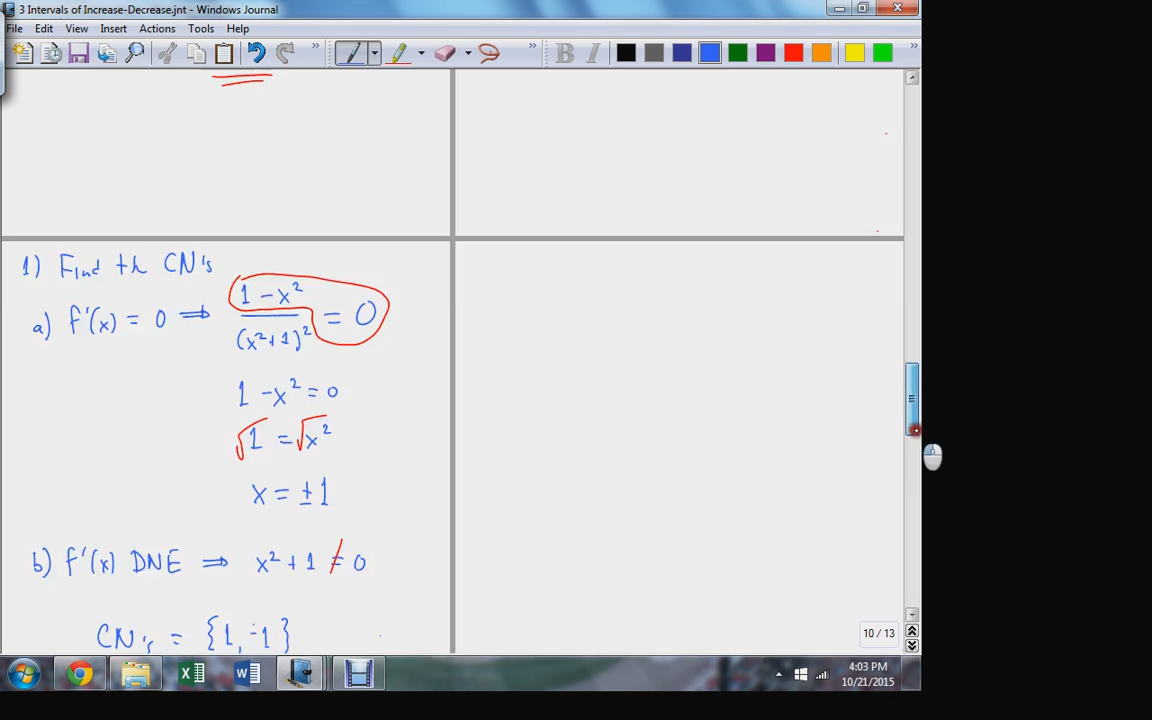 3 Intervals of Increase-Decrease.jnt - Windows Journal
File Edit View Insert Actions Tools Help
1) Find th CN's
a) f'(x) = 0 ⟹ (1 - x²)/(x² + 1)² = 0
1 - x² = 0
√1 = √x²
x = ±1
b) f'(x) DNE ⟹ x² + 1 ≠ 0
CN's = {1, -1}
10 / 13
4:03 PM
10/21/2015